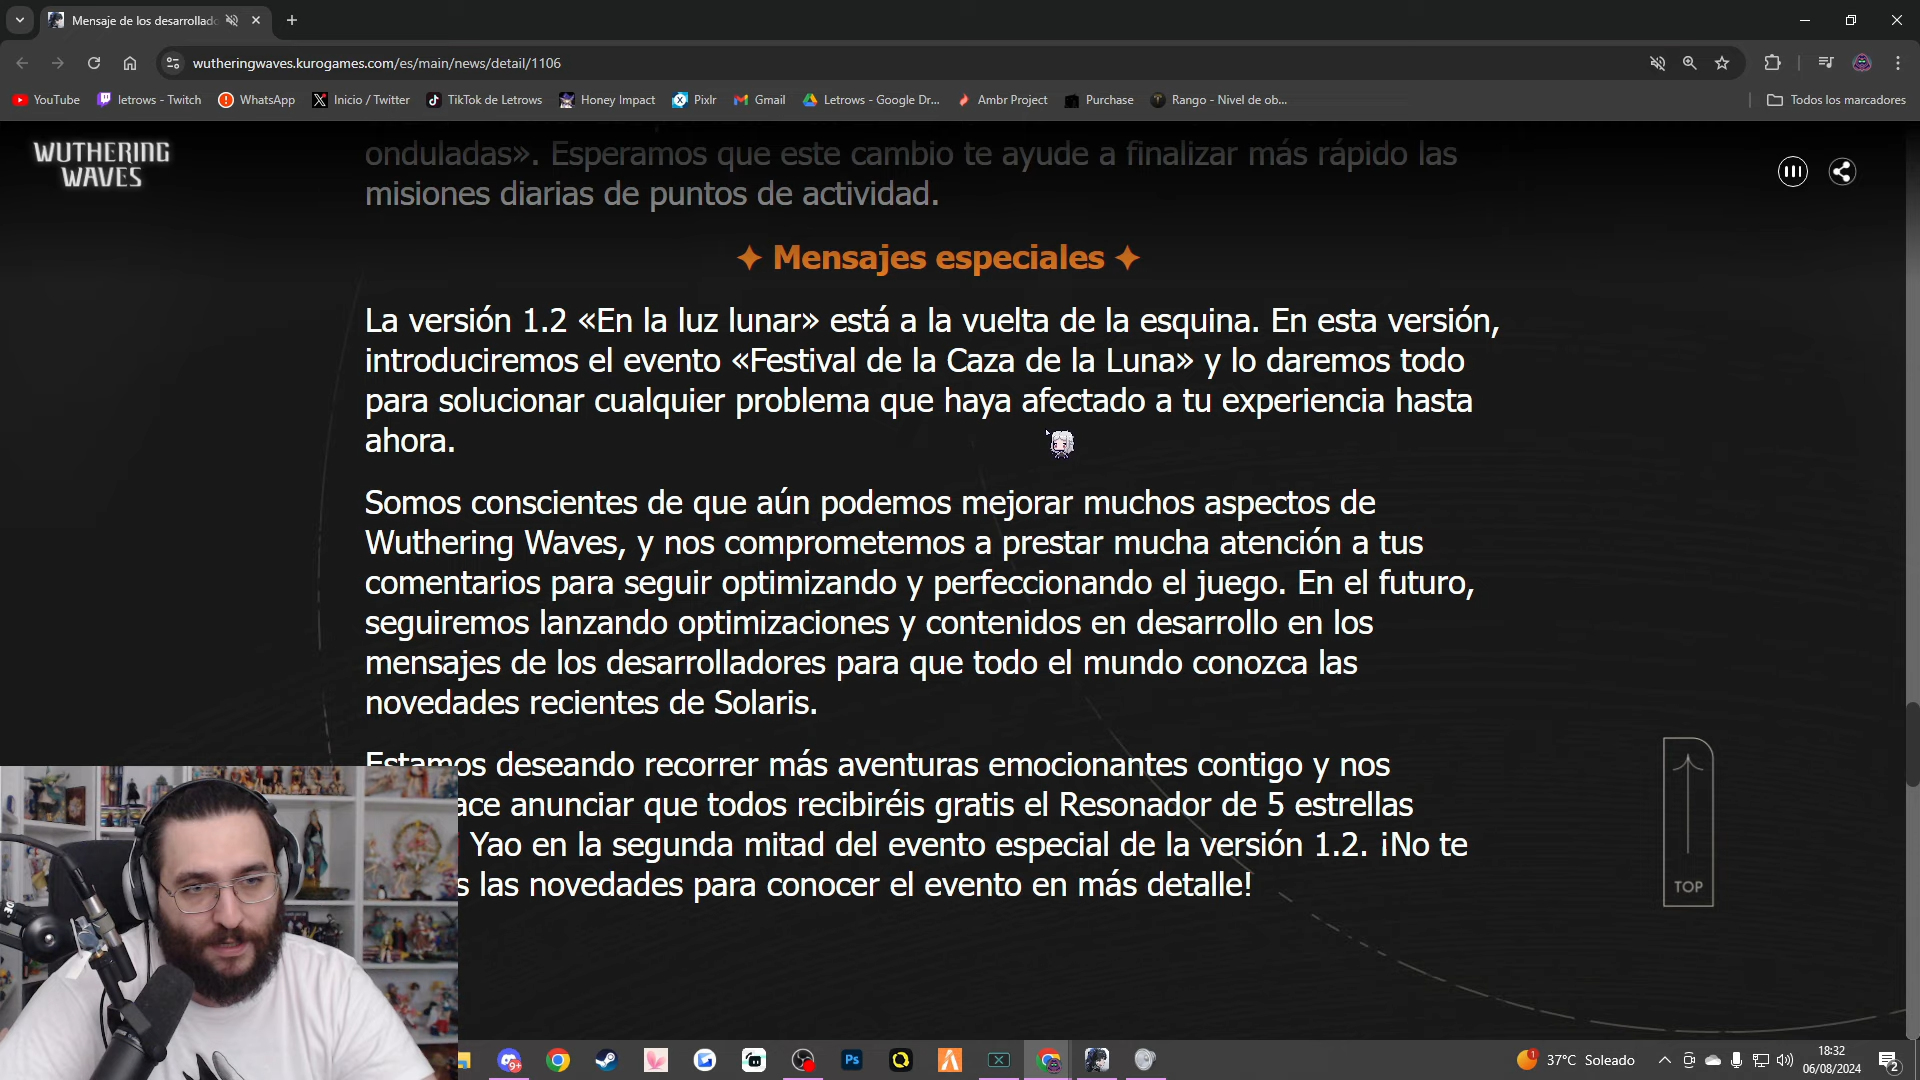 Mensaje de los desarrollado
wutheringwaves.kurogames.com/es/main/news/detail/1106
YouTube
letrows - Twitch
WhatsApp
Inicio / Twitter
TikTok de Letrows
Honey Impact
Pixlr
Gmail
Letrows - Google Dr...
Ambr Project
Purchase
Rango - Nivel de ob...
Todos los marcadores
WUTHERING
WAVES
onduladas». Esperamos que este cambio te ayude a finalizar más rápido las
misiones diarias de puntos de actividad.
✦ Mensajes especiales ✦
La versión 1.2 «En la luz lunar» está a la vuelta de la esquina. En esta versión,
introduciremos el evento «Festival de la Caza de la Luna» y lo daremos todo
para solucionar cualquier problema que haya afectado a tu experiencia hasta
ahora.
Somos conscientes de que aún podemos mejorar muchos aspectos de
Wuthering Waves, y nos comprometemos a prestar mucha atención a tus
comentarios para seguir optimizando y perfeccionando el juego. En el futuro,
seguiremos lanzando optimizaciones y contenidos en desarrollo en los
mensajes de los desarrolladores para que todo el mundo conozca las
novedades recientes de Solaris.
Estamos deseando recorrer más aventuras emocionantes contigo y nos
ace anunciar que todos recibiréis gratis el Resonador de 5 estrellas
Yao en la segunda mitad del evento especial de la versión 1.2. ¡No te
s las novedades para conocer el evento en más detalle!
TOP
9+
Ps
1
37°C Soleado
18:32
06/08/2024
2